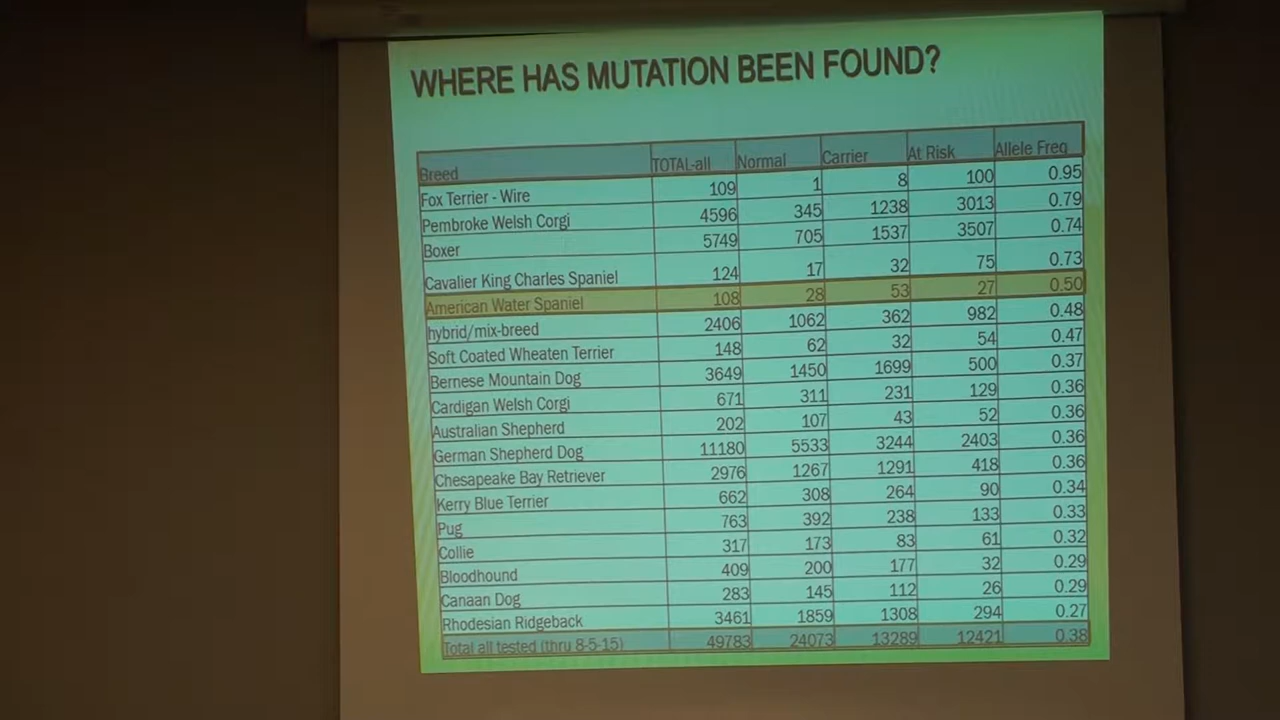 WHERE HAS MUTATION BEEN FOUND?
Breed TOTAL-all Normal Carrier At Risk Allele Freq
Fox Terrier - Wire 109 1 8 100 0.95
Pembroke Welsh Corgi 4596 345 1238 3013 0.79
Boxer 5749 705 1537 3507 0.74
Cavalier King Charles Spaniel 124 17 32 75 0.73
American Water Spaniel 108 28 53 27 0.50
hybrid/mix-breed 2406 1062 362 982 0.48
Soft Coated Wheaten Terrier 148 62 32 54 0.47
Bernese Mountain Dog 3649 1450 1699 500 0.37
Cardigan Welsh Corgi 671 311 231 129 0.36
Australian Shepherd 202 107 43 52 0.36
German Shepherd Dog 11180 5533 3244 2403 0.36
Chesapeake Bay Retriever 2976 1267 1291 418 0.36
Kerry Blue Terrier 662 308 264 90 0.34
Pug 763 392 238 133 0.33
Collie 317 173 83 61 0.32
Bloodhound 409 200 177 32 0.29
Canaan Dog 283 145 112 26 0.29
Rhodesian Ridgeback 3461 1859 1308 294 0.27
Total all tested (thru 8-5-15) 49783 24073 13289 12421 0.38